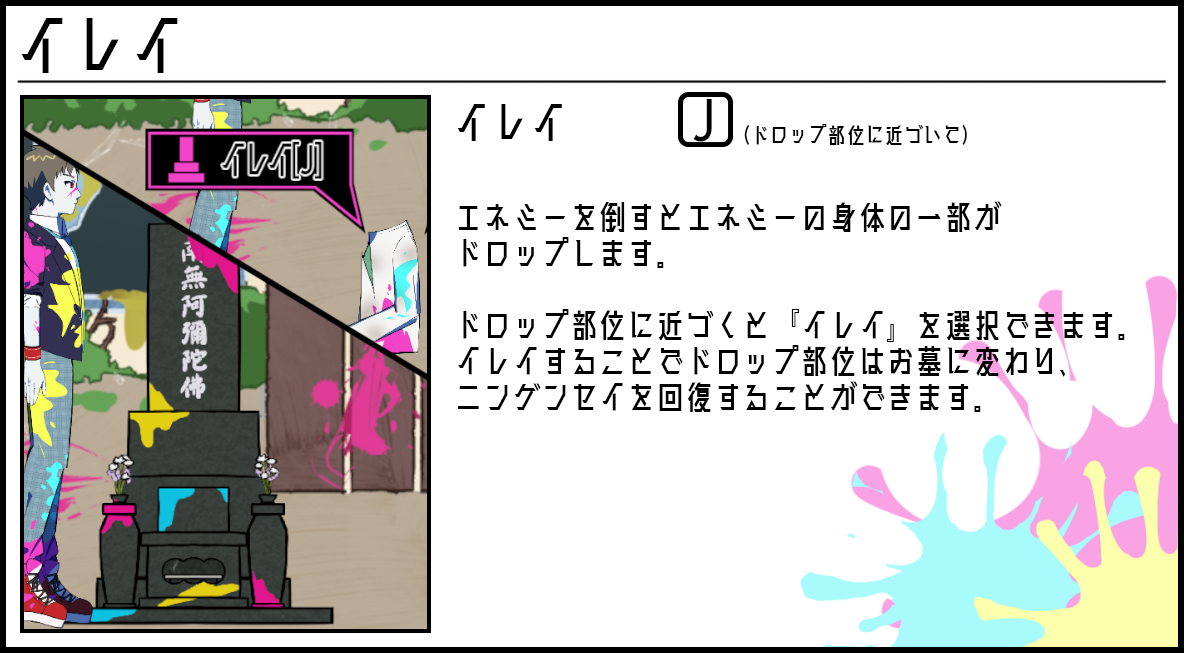 イレイ
イレイ[J]
南無阿彌陀佛
イレイ J (ドロップ部位に近づいて)
エネミーを倒すとエネミーの身体の一部が
ドロップします。
ドロップ部位に近づくと『イレイ』を選択できます。
イレイすることでドロップ部位はお墓に変わり、
ニンゲンセイを回復することができます。